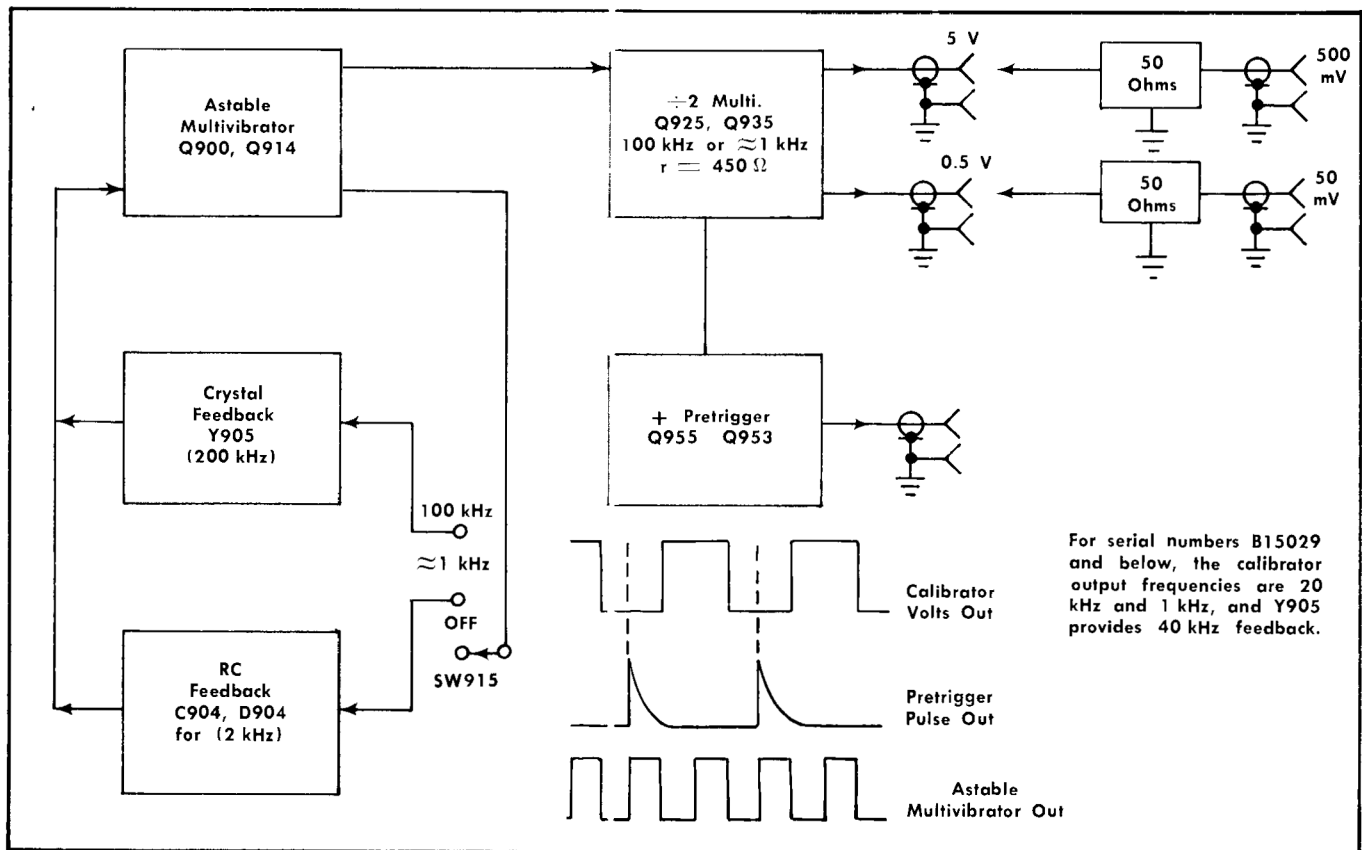 Astable
Multivibrator
Q900, Q914
÷2 Multi.
Q925, Q935
100 kHz or ≈1 kHz
r = 450 Ω
5 V
0.5 V
50
Ohms
500
mV
50
Ohms
50
mV
Crystal
Feedback
Y905
(200 kHz)
+ Pretrigger
Q955 Q953
100 kHz
≈1 kHz
OFF
SW915
RC
Feedback
C904, D904
for (2 kHz)
Calibrator
Volts Out
Pretrigger
Pulse Out
Astable
Multivibrator Out
For serial numbers B15029
and below, the calibrator
output frequencies are 20
kHz and 1 kHz, and Y905
provides 40 kHz feedback.